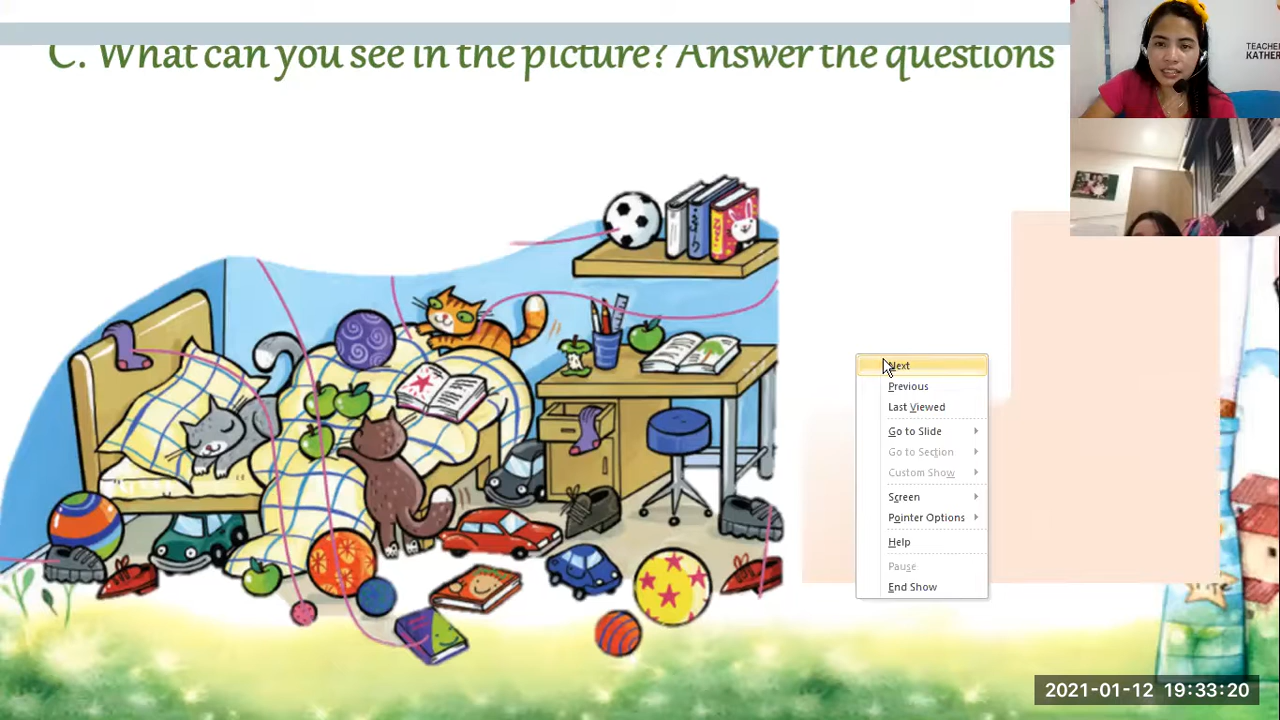 C. What can you see in the picture? Answer the questions
TEACHER
Next
Previous
Last Viewed
Go to Slide
Go to Section
Custom Show
Screen
Pointer Options
Help
Pause
End Show
2021-01-12 19:33:20